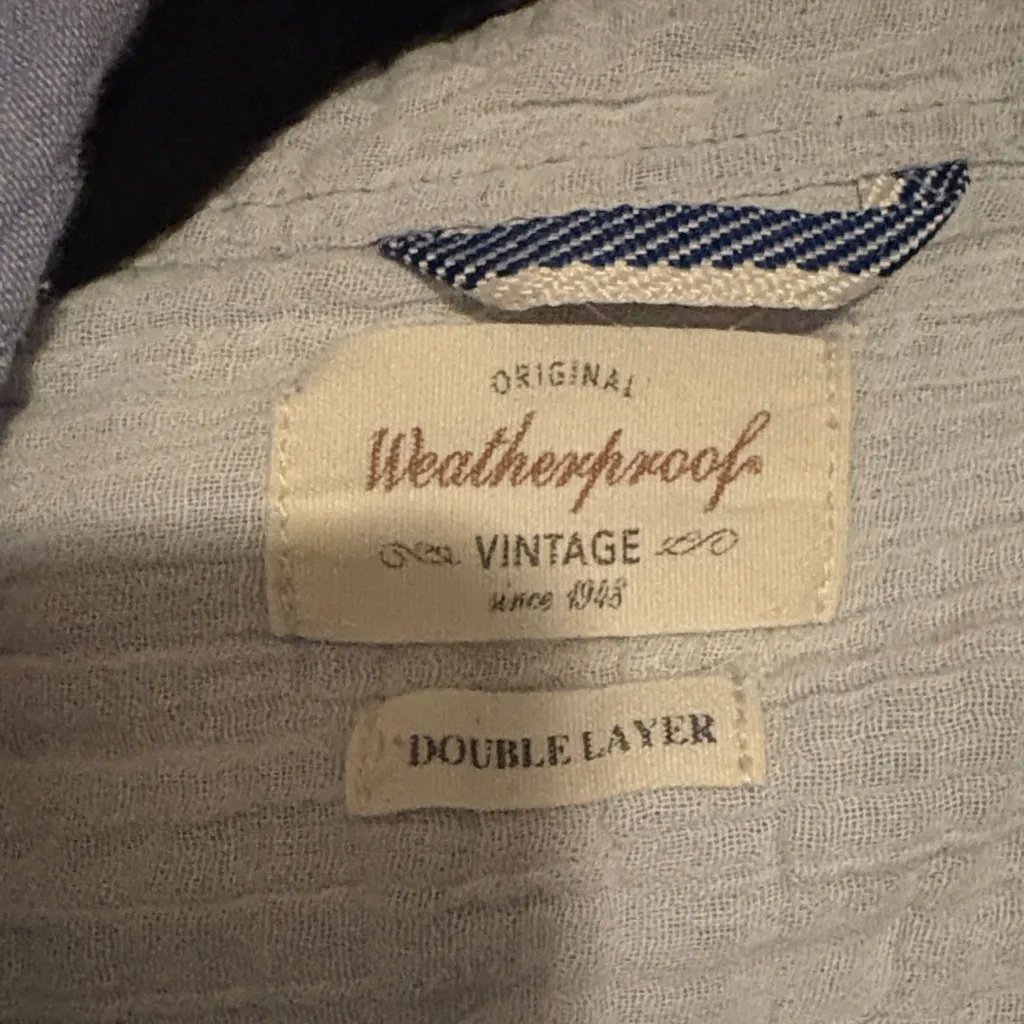 ORIGINAL
Weatherproof®
VINTAGE
since 1948
DOUBLE LAYER